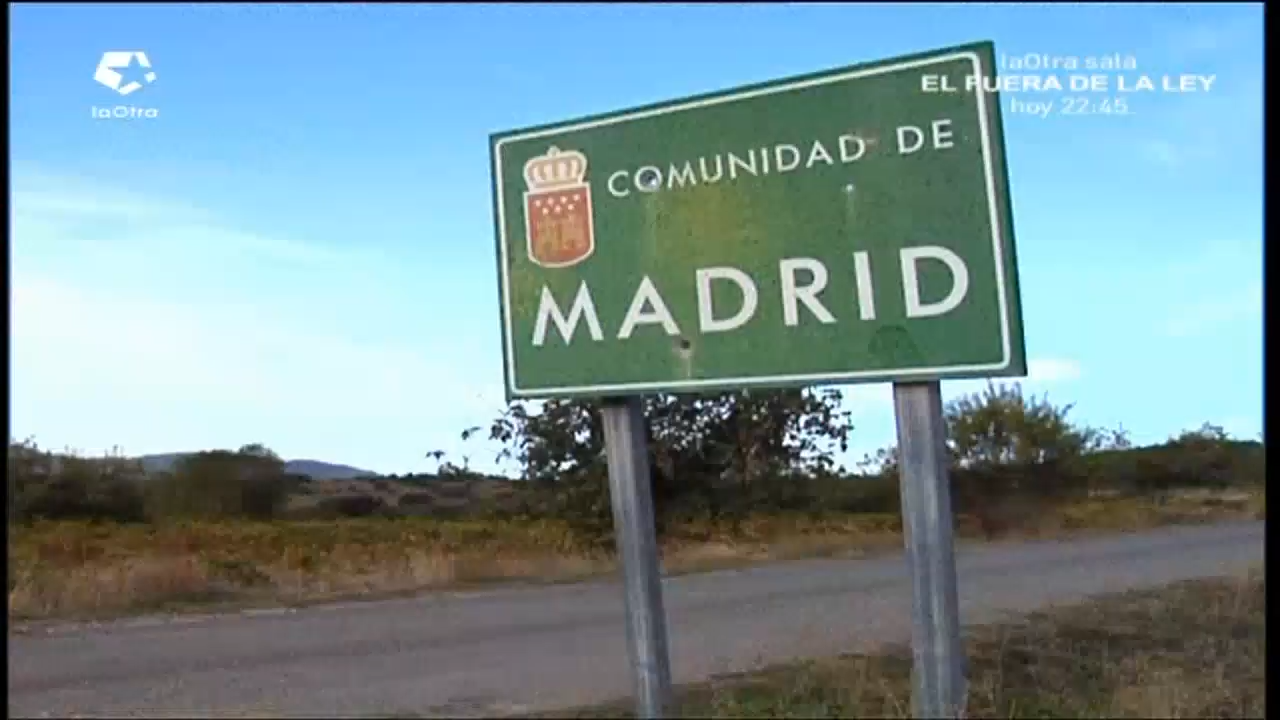 laOtra
laOtra sala
EL FUERA DE LA LEY
hoy 22:45
COMUNIDAD DE
MADRID